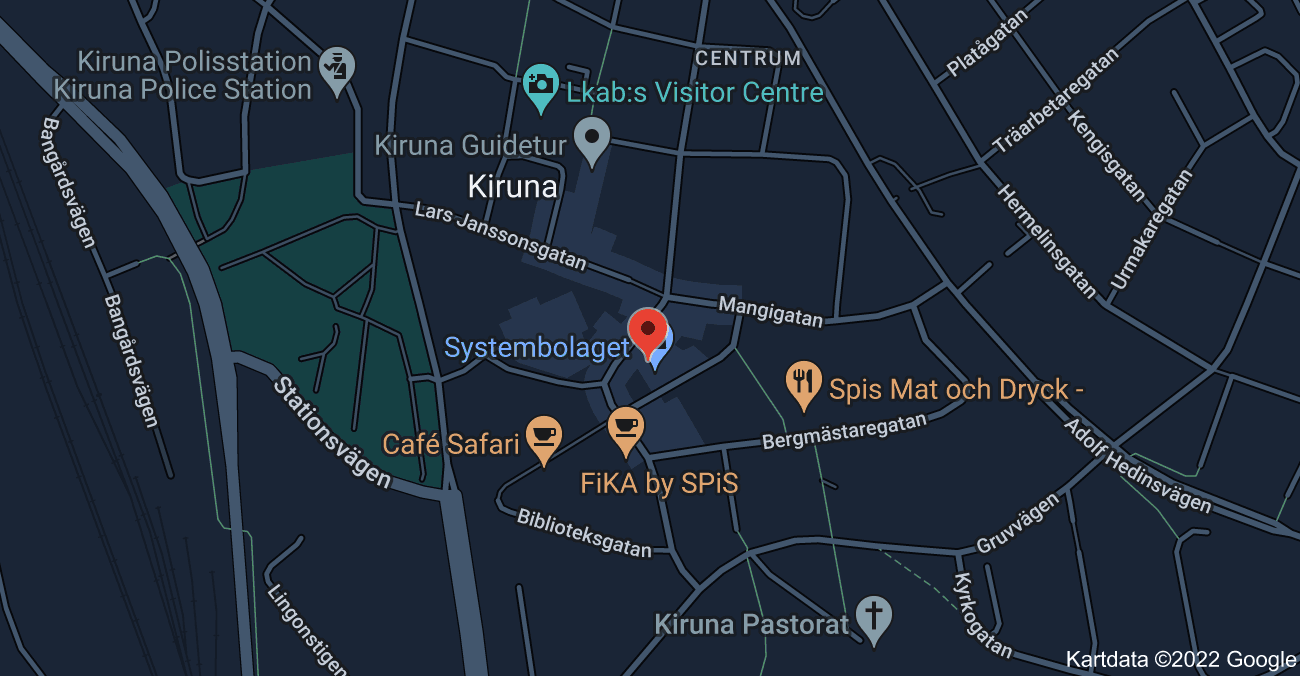 Platågatan
CENTRUM
Kiruna Polisstation
Kiruna Police Station
Träarbetaregatan
Lkab:s Visitor Centre
Kengisgatan
Bangårdsvägen
Kiruna Guidetur
Kiruna
Lars Janssonsgatan
Hermelinsgatan
Urmakaregatan
Bangårdsvägen
Mangigatan
Systembolaget
Spis Mat och Dryck -
Stationsvägen
Café Safari
Bergmästaregatan
Adolf Hedinsvägen
FiKA by SPiS
Biblioteksgatan
Gruvvägen
Lingonstigen
Kyrkogatan
Kiruna Pastorat
Kartdata ©2022 Google